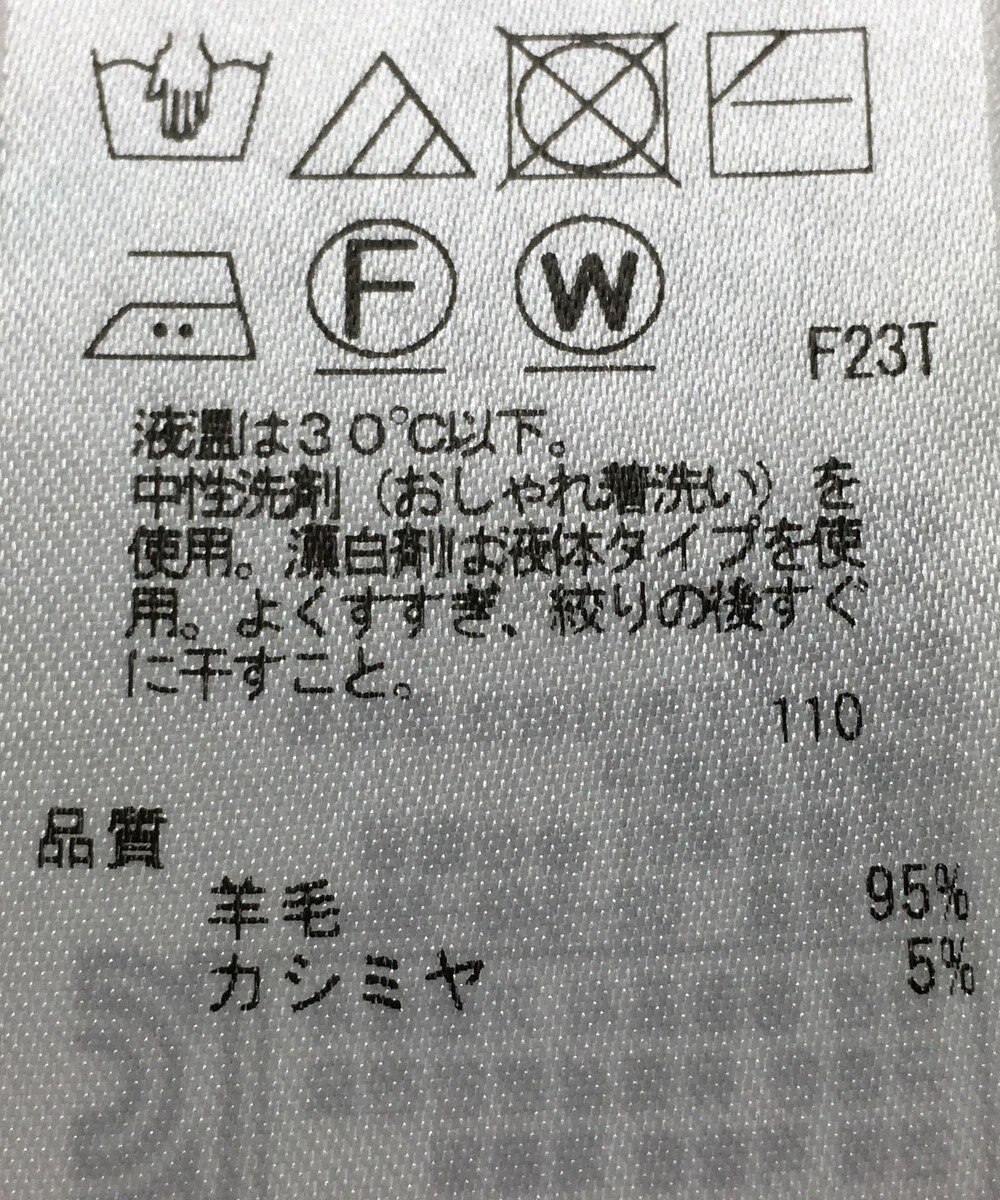 F
W
F23T
液温は30℃以下。
中性洗剤（おしゃれ着洗い）を
使用。漂白剤は液体タイプを使
用。よくすすぎ、絞りの後すぐ
に干すこと。
110
品質
羊毛 95%
カシミヤ 5%